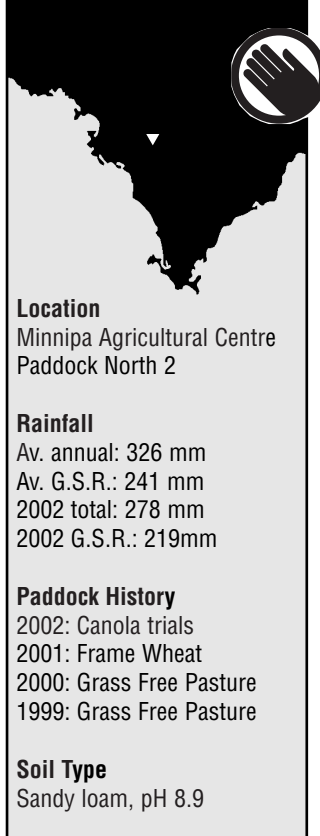 Location
Minnipa Agricultural Centre
Paddock North 2
Rainfall
Av. annual: 326 mm
Av. G.S.R.: 241 mm
2002 total: 278 mm
2002 G.S.R.: 219mm
Paddock History
2002: Canola trials
2001: Frame Wheat
2000: Grass Free Pasture
1999: Grass Free Pasture
Soil Type
Sandy loam, pH 8.9